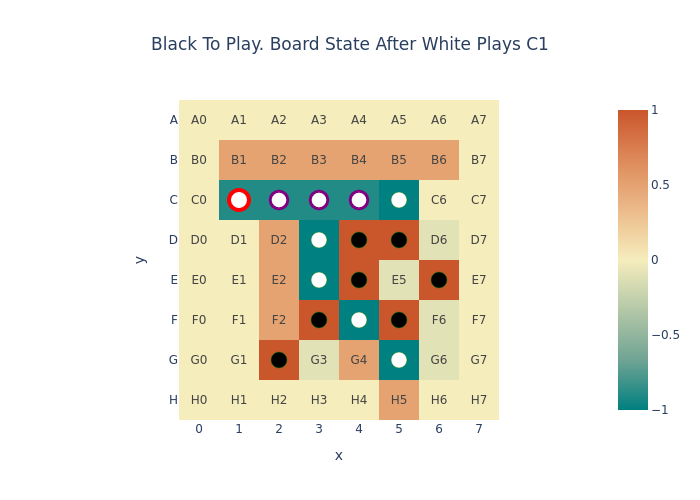 Black To Play. Board State After White Plays C1
A A0 A1 A2 A3 A4 A5 A6 A7 1
B B0 B1 B2 B3 B4 B5 B6 B7 0.5
C C0 C6 C7
D D0 D1 D2 D6 D7 0
y
E E0 E1 E2 E5 E7
F F0 F1 F2 F6 F7 −0.5
G G0 G1 G3 G4 G6 G7
H H0 H1 H2 H3 H4 H5 H6 H7 −1
0 1 2 3 4 5 6 7
x